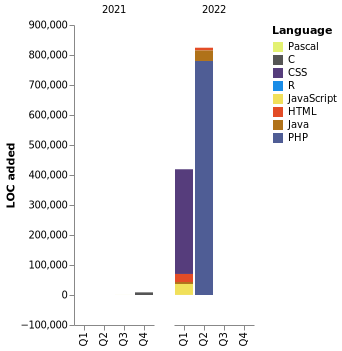 2021 2022
900,000
800,000
700,000
600,000
500,000
400,000
300,000
200,000
100,000
0
−100,000
LOC added
Q1 Q2 Q3 Q4 Q1 Q2 Q3 Q4
Language
Pascal
C
CSS
R
JavaScript
HTML
Java
PHP